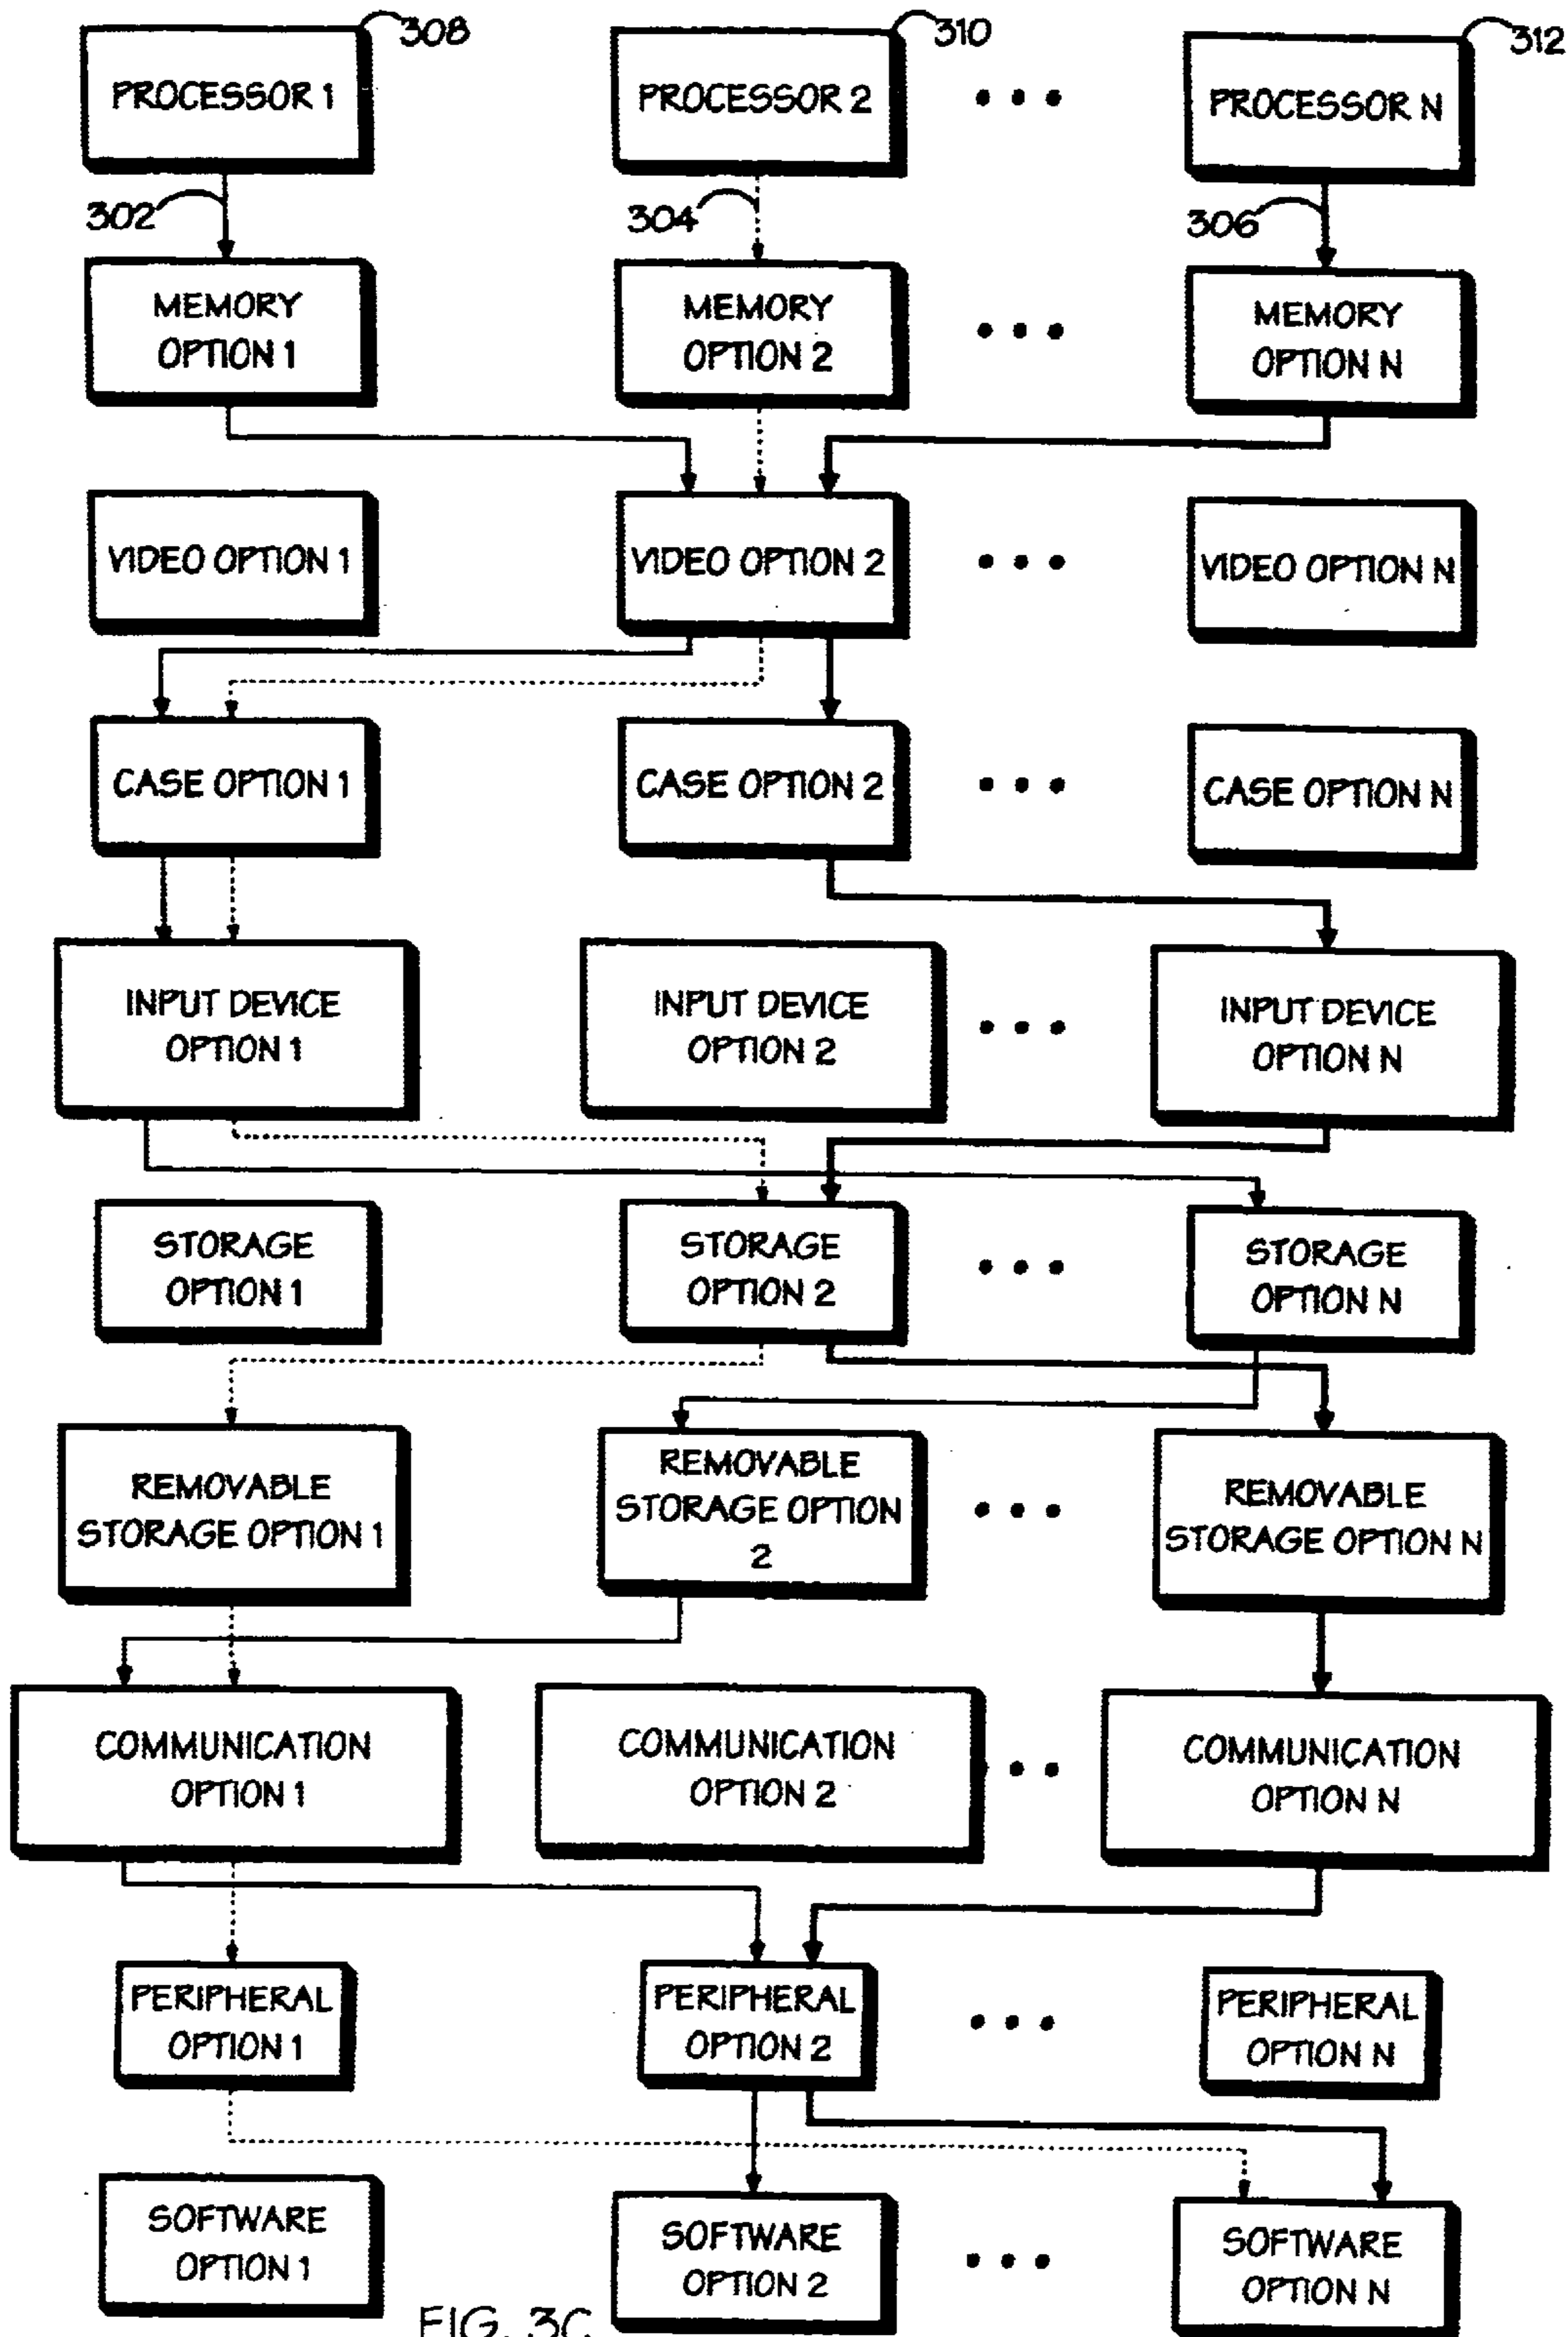 308
310
312
PROCESSOR 1
PROCESSOR 2
PROCESSOR N
302
304
306
MEMORY
OPTION 1
MEMORY
OPTION 2
MEMORY
OPTION N
VIDEO OPTION 1
VIDEO OPTION 2
VIDEO OPTION N
CASE OPTION 1
CASE OPTION 2
CASE OPTION N
INPUT DEVICE
OPTION 1
INPUT DEVICE
OPTION 2
INPUT DEVICE
OPTION N
STORAGE
OPTION 1
STORAGE
OPTION 2
STORAGE
OPTION N
REMOVABLE
STORAGE OPTION 1
REMOVABLE
STORAGE OPTION
2
REMOVABLE
STORAGE OPTION N
COMMUNICATION
OPTION 1
COMMUNICATION
OPTION 2
COMMUNICATION
OPTION N
PERIPHERAL
OPTION 1
PERIPHERAL
OPTION 2
PERIPHERAL
OPTION N
SOFTWARE
OPTION 1
SOFTWARE
OPTION 2
SOFTWARE
OPTION N
FIG. 3C